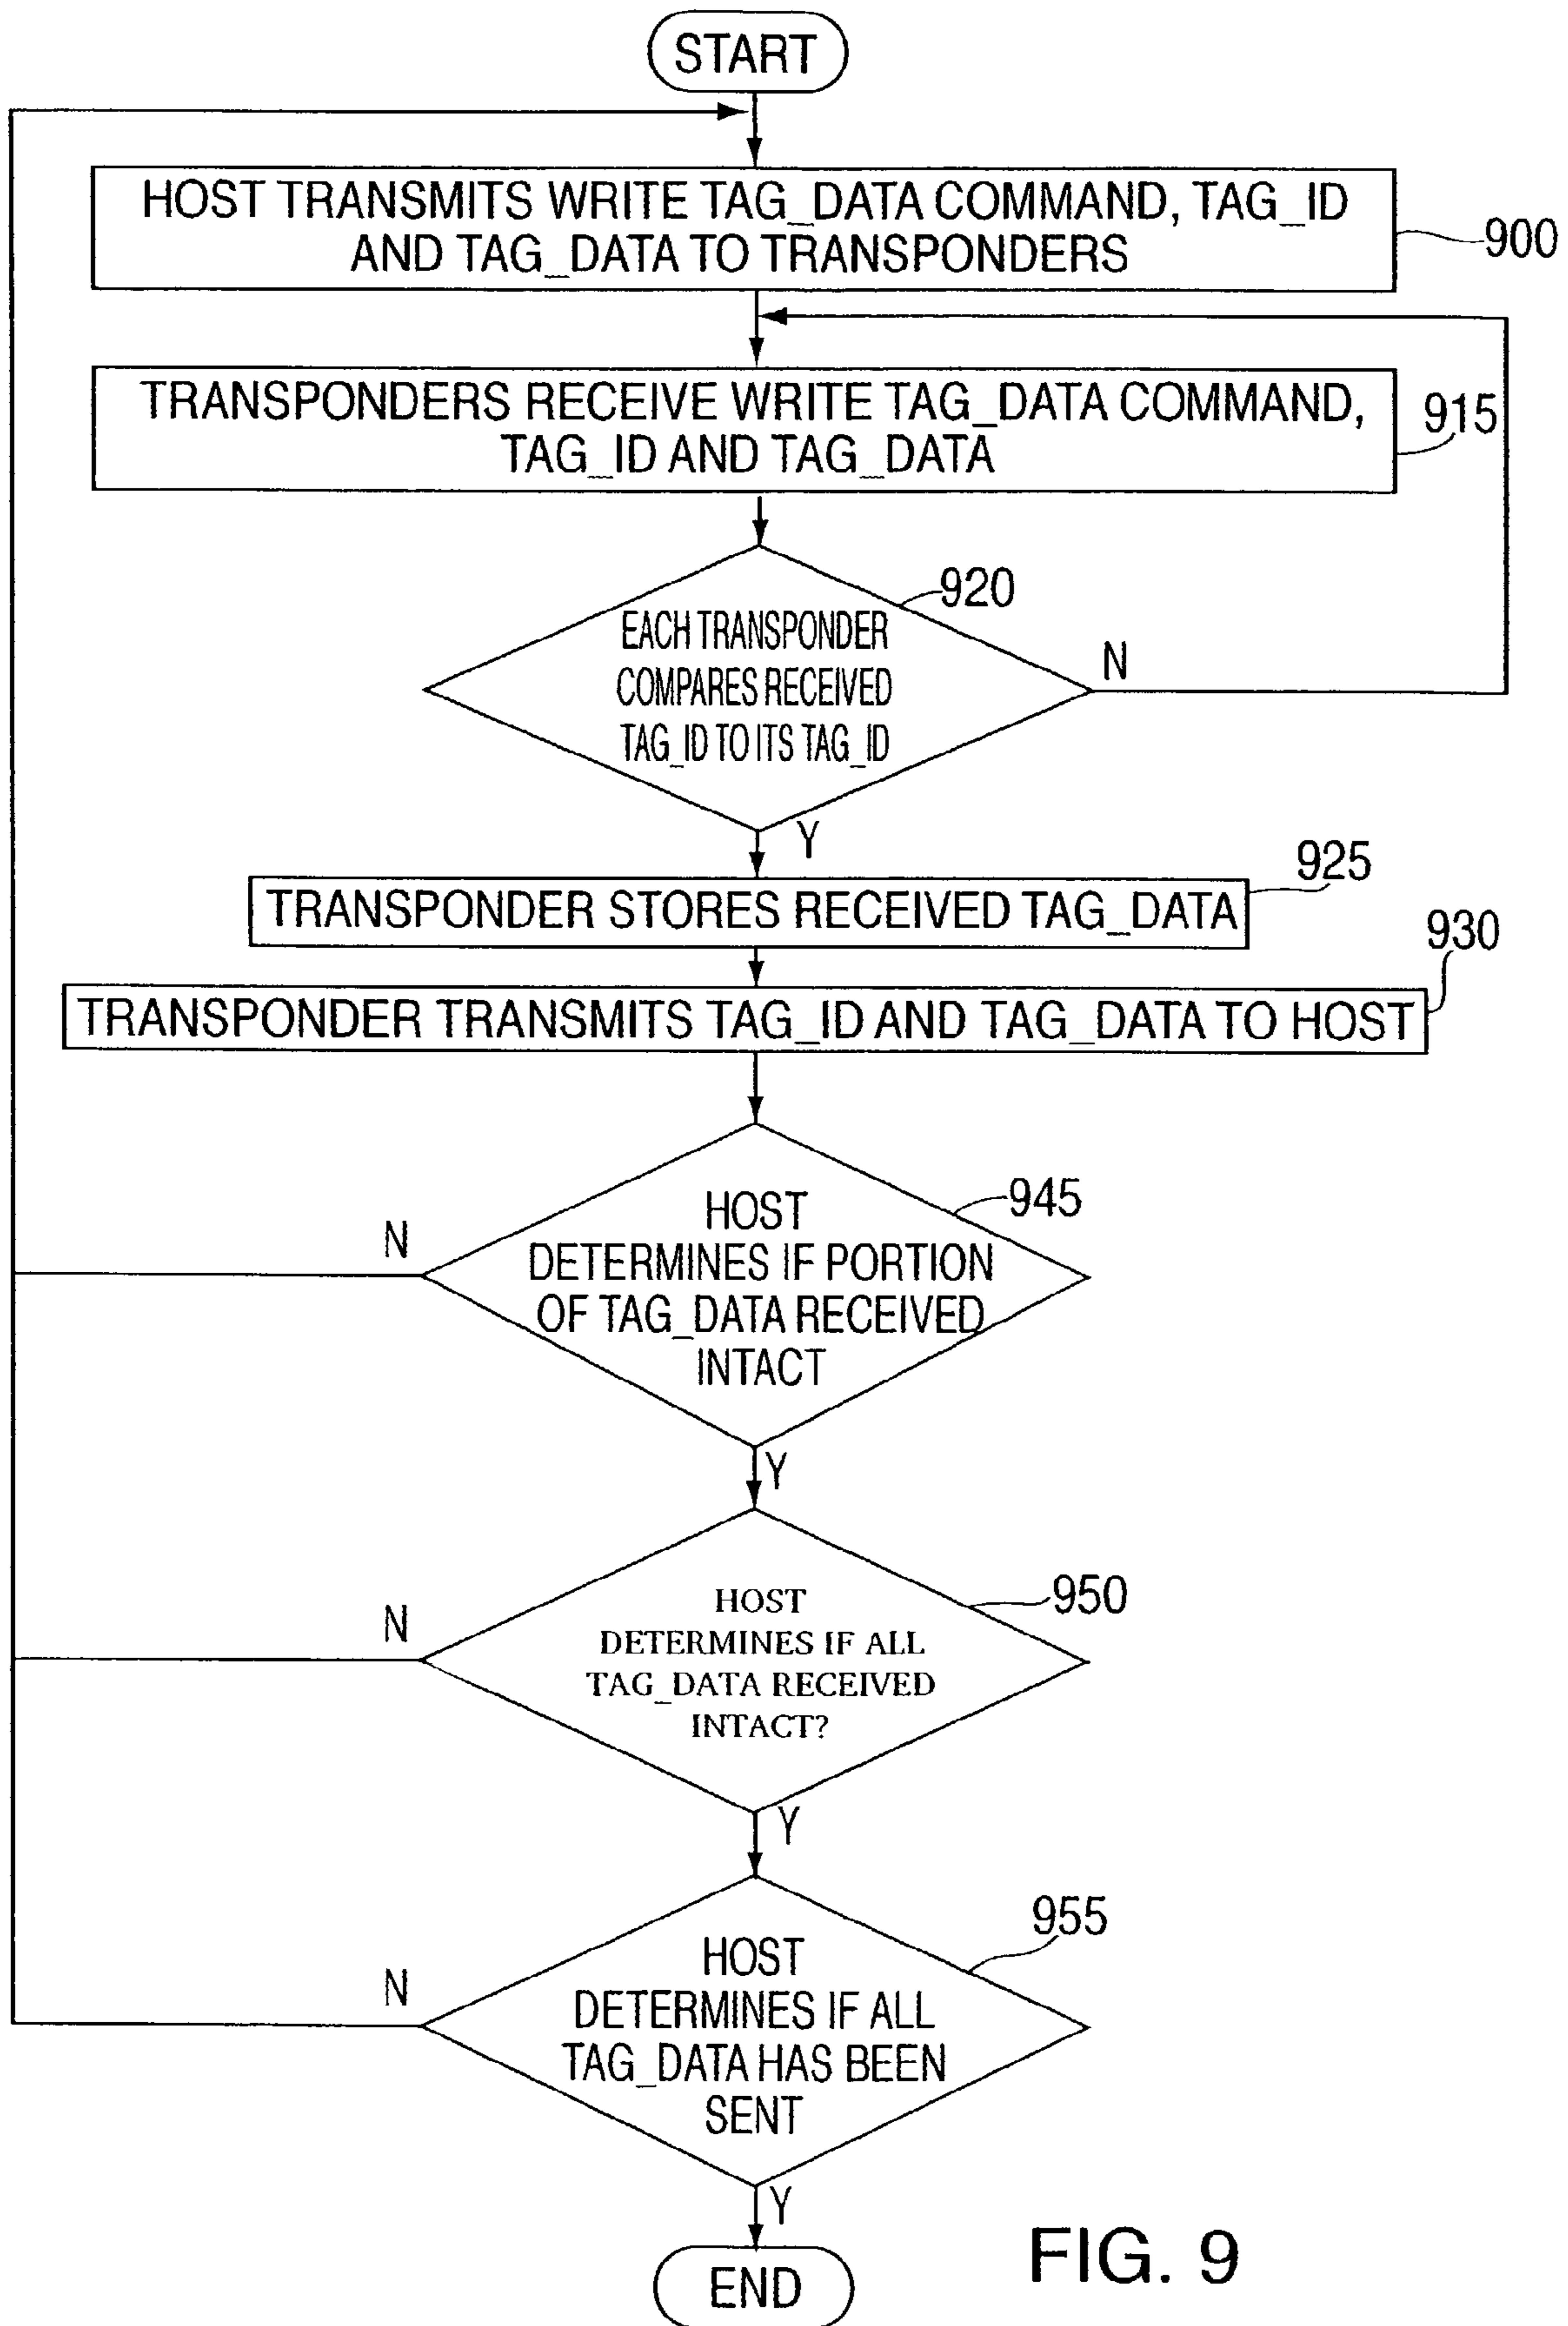 START
HOST TRANSMITS WRITE TAG_DATA COMMAND, TAG_ID
AND TAG_DATA TO TRANSPONDERS
900
TRANSPONDERS RECEIVE WRITE TAG_DATA COMMAND,
TAG_ID AND TAG_DATA
915
920
EACH TRANSPONDER
COMPARES RECEIVED
TAG_ID TO ITS TAG_ID
N
Y
925
TRANSPONDER STORES RECEIVED TAG_DATA
930
TRANSPONDER TRANSMITS TAG_ID AND TAG_DATA TO HOST
945
N
HOST
DETERMINES IF PORTION
OF TAG_DATA RECEIVED
INTACT
Y
950
N
HOST
DETERMINES IF ALL
TAG_DATA RECEIVED
INTACT?
Y
955
N
HOST
DETERMINES IF ALL
TAG_DATA HAS BEEN
SENT
Y
END
FIG. 9